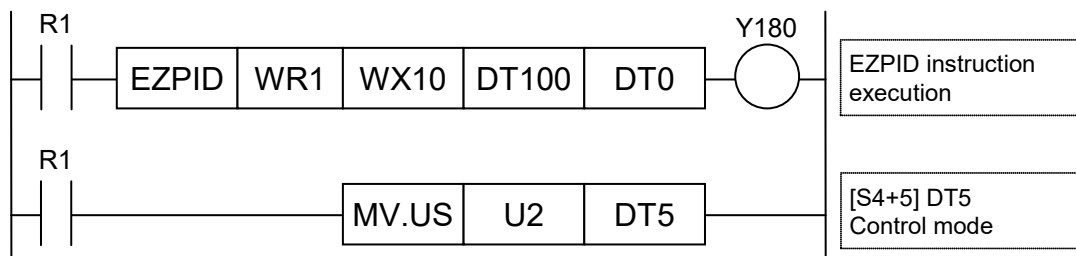 R1
Y180
EZPID WR1 WX10 DT100 DT0
EZPID instruction
execution
R1
MV.US U2 DT5
[S4+5] DT5
Control mode